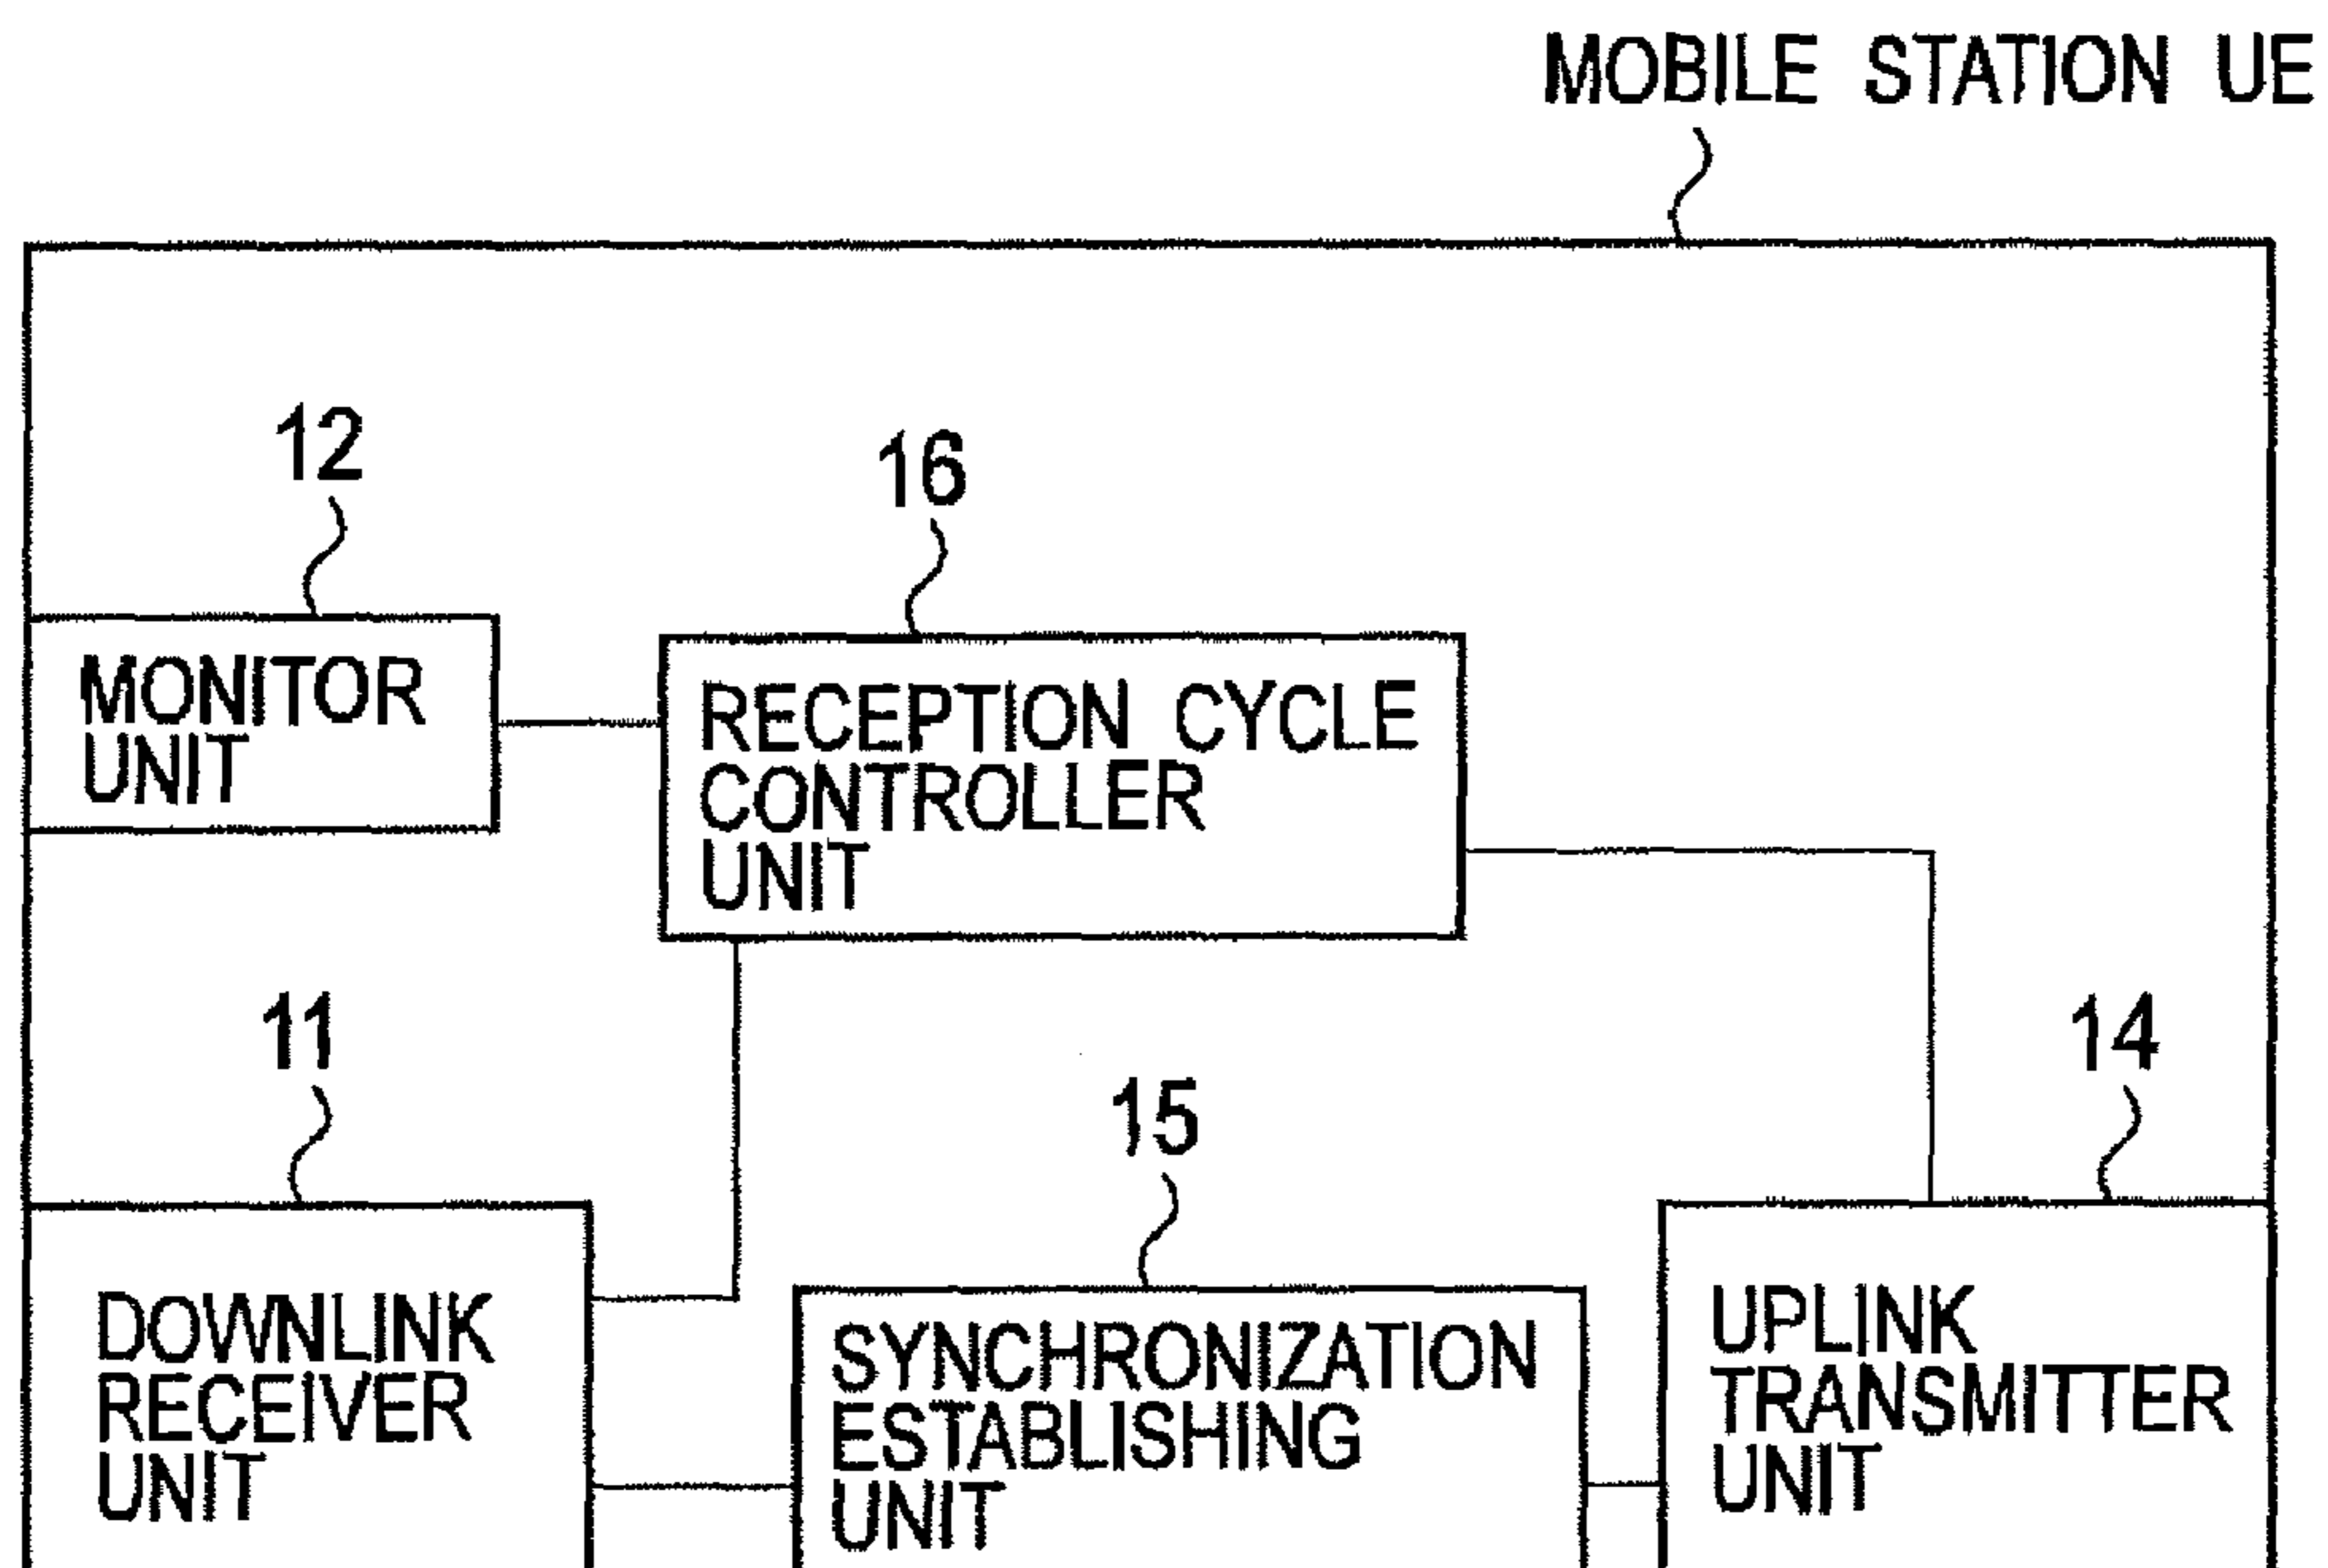 MOBILE STATION UE
12
16
MONITOR
UNIT
RECEPTION CYCLE
CONTROLLER
UNIT
11
14
15
DOWNLINK
RECEIVER
UNIT
SYNCHRONIZATION
ESTABLISHING
UNIT
UPLINK
TRANSMITTER
UNIT